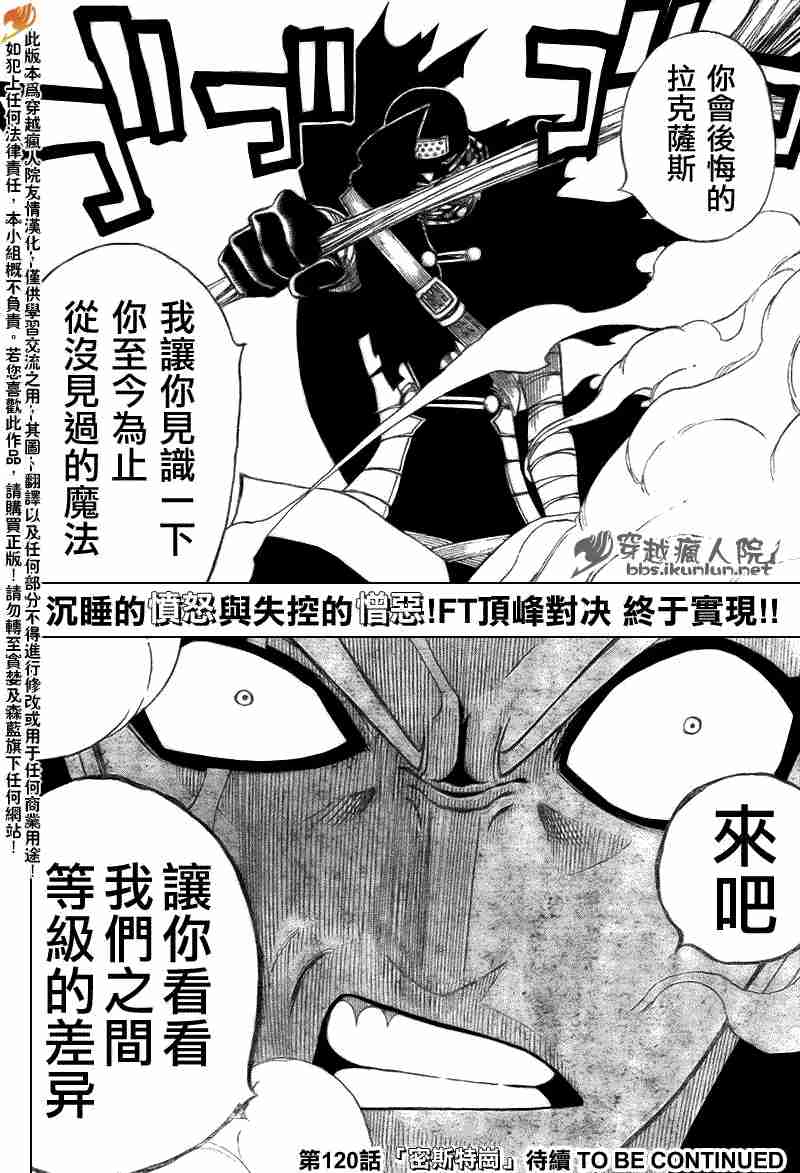 你會後悔的
拉克薩斯
我讓你見識一下
你至今為止
從沒見過的魔法
穿越瘋人院
bbs.ikunlun.net
沉睡的憤怒與失控的憎惡!FT頂峰對决 終于實現!!
來吧
讓你看看
我們之間
等級的差异
第120話「密斯特崗」待續 TO BE CONTINUED
此版本爲穿越瘋人院友情漢化，僅供學習交流之用，其圖、翻譯以及任何部分不得進行修改或用于任何商業用途！
如犯上任何法律責任，本小組概不負責。若您喜歡此作品，請購買正版！請勿轉至貪婪及森藍旗下任何網站！
ドドドド